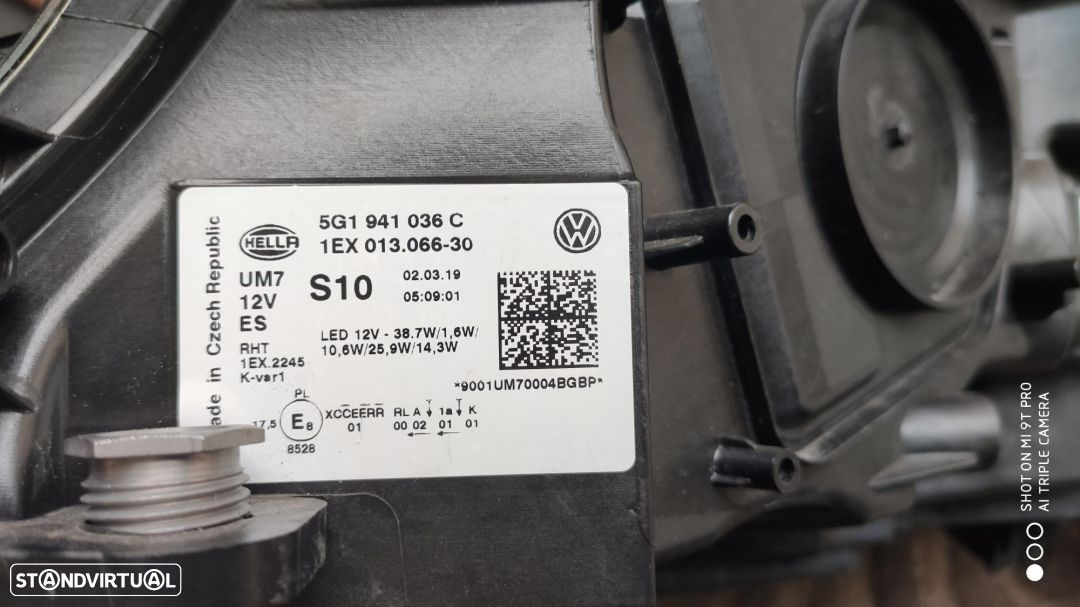 ade in Czech Republic
HELLA
5G1 941 036 C
1EX 013.066-30
UM7
12V
ES
S10
02.03.19
05:09:01
RHT
1EX.2245
K-var1
LED 12V - 38.7W/1,6W/
10,6W/25,9W/14,3W
*9001UM70004BGBP*
PL
17,5
E8
8528
XCCEERR RL A 1a K
01 00 02 01 01
SHOT ON MI 9T PRO
AI TRIPLE CAMERA
STANDVIRTUAL